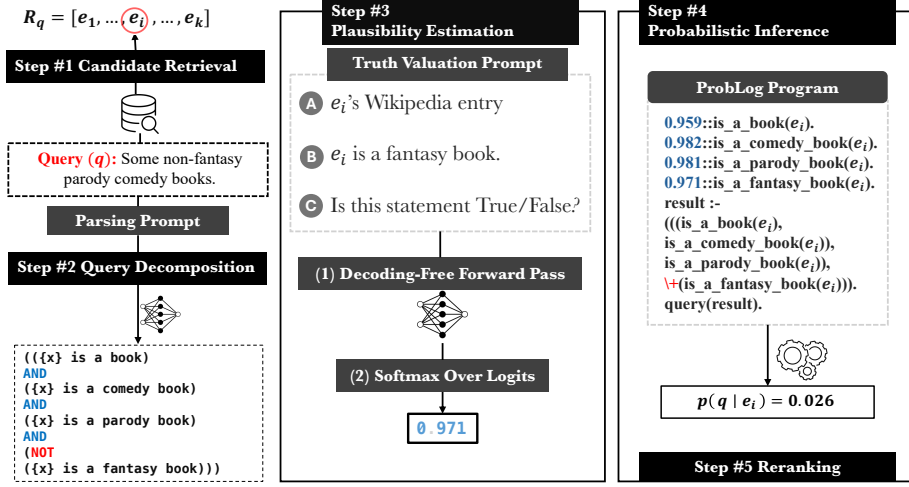 R_q = [e_1, …, e_i, …, e_k]
Step #1 Candidate Retrieval
Query (q): Some non-fantasy
parody comedy books.
Parsing Prompt
Step #2 Query Decomposition
(({x} is a book)
AND
({x} is a comedy book)
AND
({x} is a parody book)
AND
(NOT
({x} is a fantasy book)))
Step #3
Plausibility Estimation
Truth Valuation Prompt
A e_i's Wikipedia entry
B e_i is a fantasy book.
C Is this statement True/False?
(1) Decoding-Free Forward Pass
(2) Softmax Over Logits
0.971
Step #4
Probabilistic Inference
ProbLog Program
0.959::is_a_book(e_i).
0.982::is_a_comedy_book(e_i).
0.981::is_a_parody_book(e_i).
0.971::is_a_fantasy_book(e_i).
result :-
(((is_a_book(e_i),
is_a_comedy_book(e_i)),
is_a_parody_book(e_i)),
\+(is_a_fantasy_book(e_i))).
query(result).
p(q | e_i) = 0.026
Step #5 Reranking